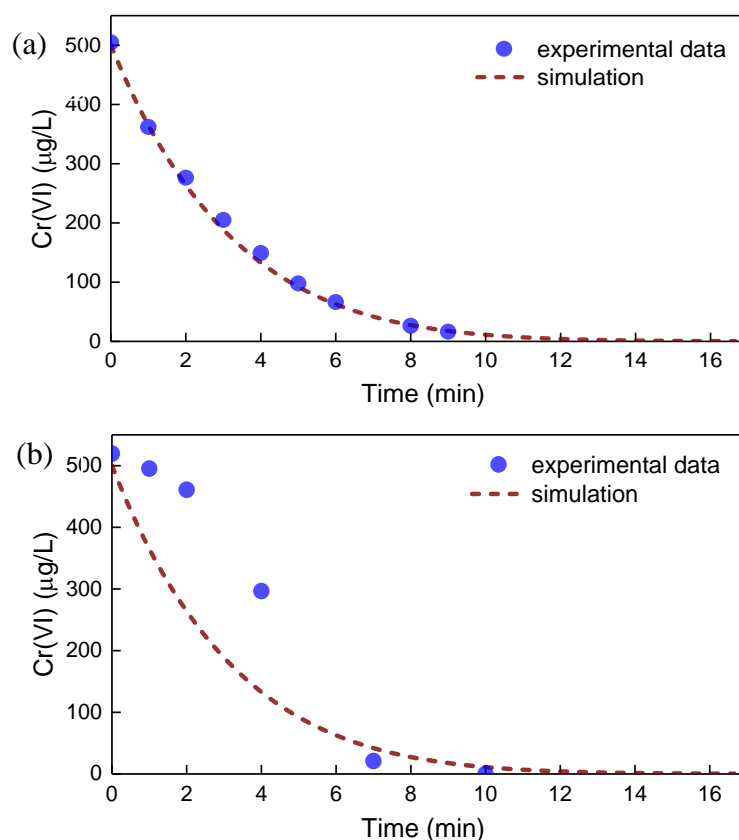 (a)
experimental data
simulation
500
400
300
200
100
0
Cr(VI) (μg/L)
0 2 4 6 8 10 12 14 16
Time (min)
(b)
experimental data
simulation
500
400
300
200
100
0
Cr(VI) (μg/L)
0 2 4 6 8 10 12 14 16
Time (min)